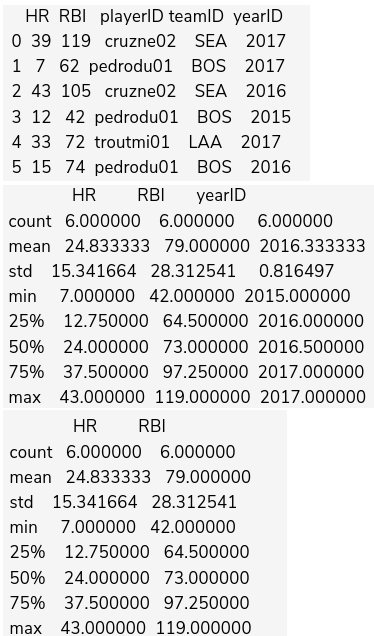 HR RBI playerID teamID yearID
0 39 119 cruzne02 SEA 2017
1 7 62 pedrodu01 BOS 2017
2 43 105 cruzne02 SEA 2016
3 12 42 pedrodu01 BOS 2015
4 33 72 troutmi01 LAA 2017
5 15 74 pedrodu01 BOS 2016
HR RBI yearID
count 6.000000 6.000000 6.000000
mean 24.833333 79.000000 2016.333333
std 15.341664 28.312541 0.816497
min 7.000000 42.000000 2015.000000
25% 12.750000 64.500000 2016.000000
50% 24.000000 73.000000 2016.500000
75% 37.500000 97.250000 2017.000000
max 43.000000 119.000000 2017.000000
HR RBI
count 6.000000 6.000000
mean 24.833333 79.000000
std 15.341664 28.312541
min 7.000000 42.000000
25% 12.750000 64.500000
50% 24.000000 73.000000
75% 37.500000 97.250000
max 43.000000 119.000000